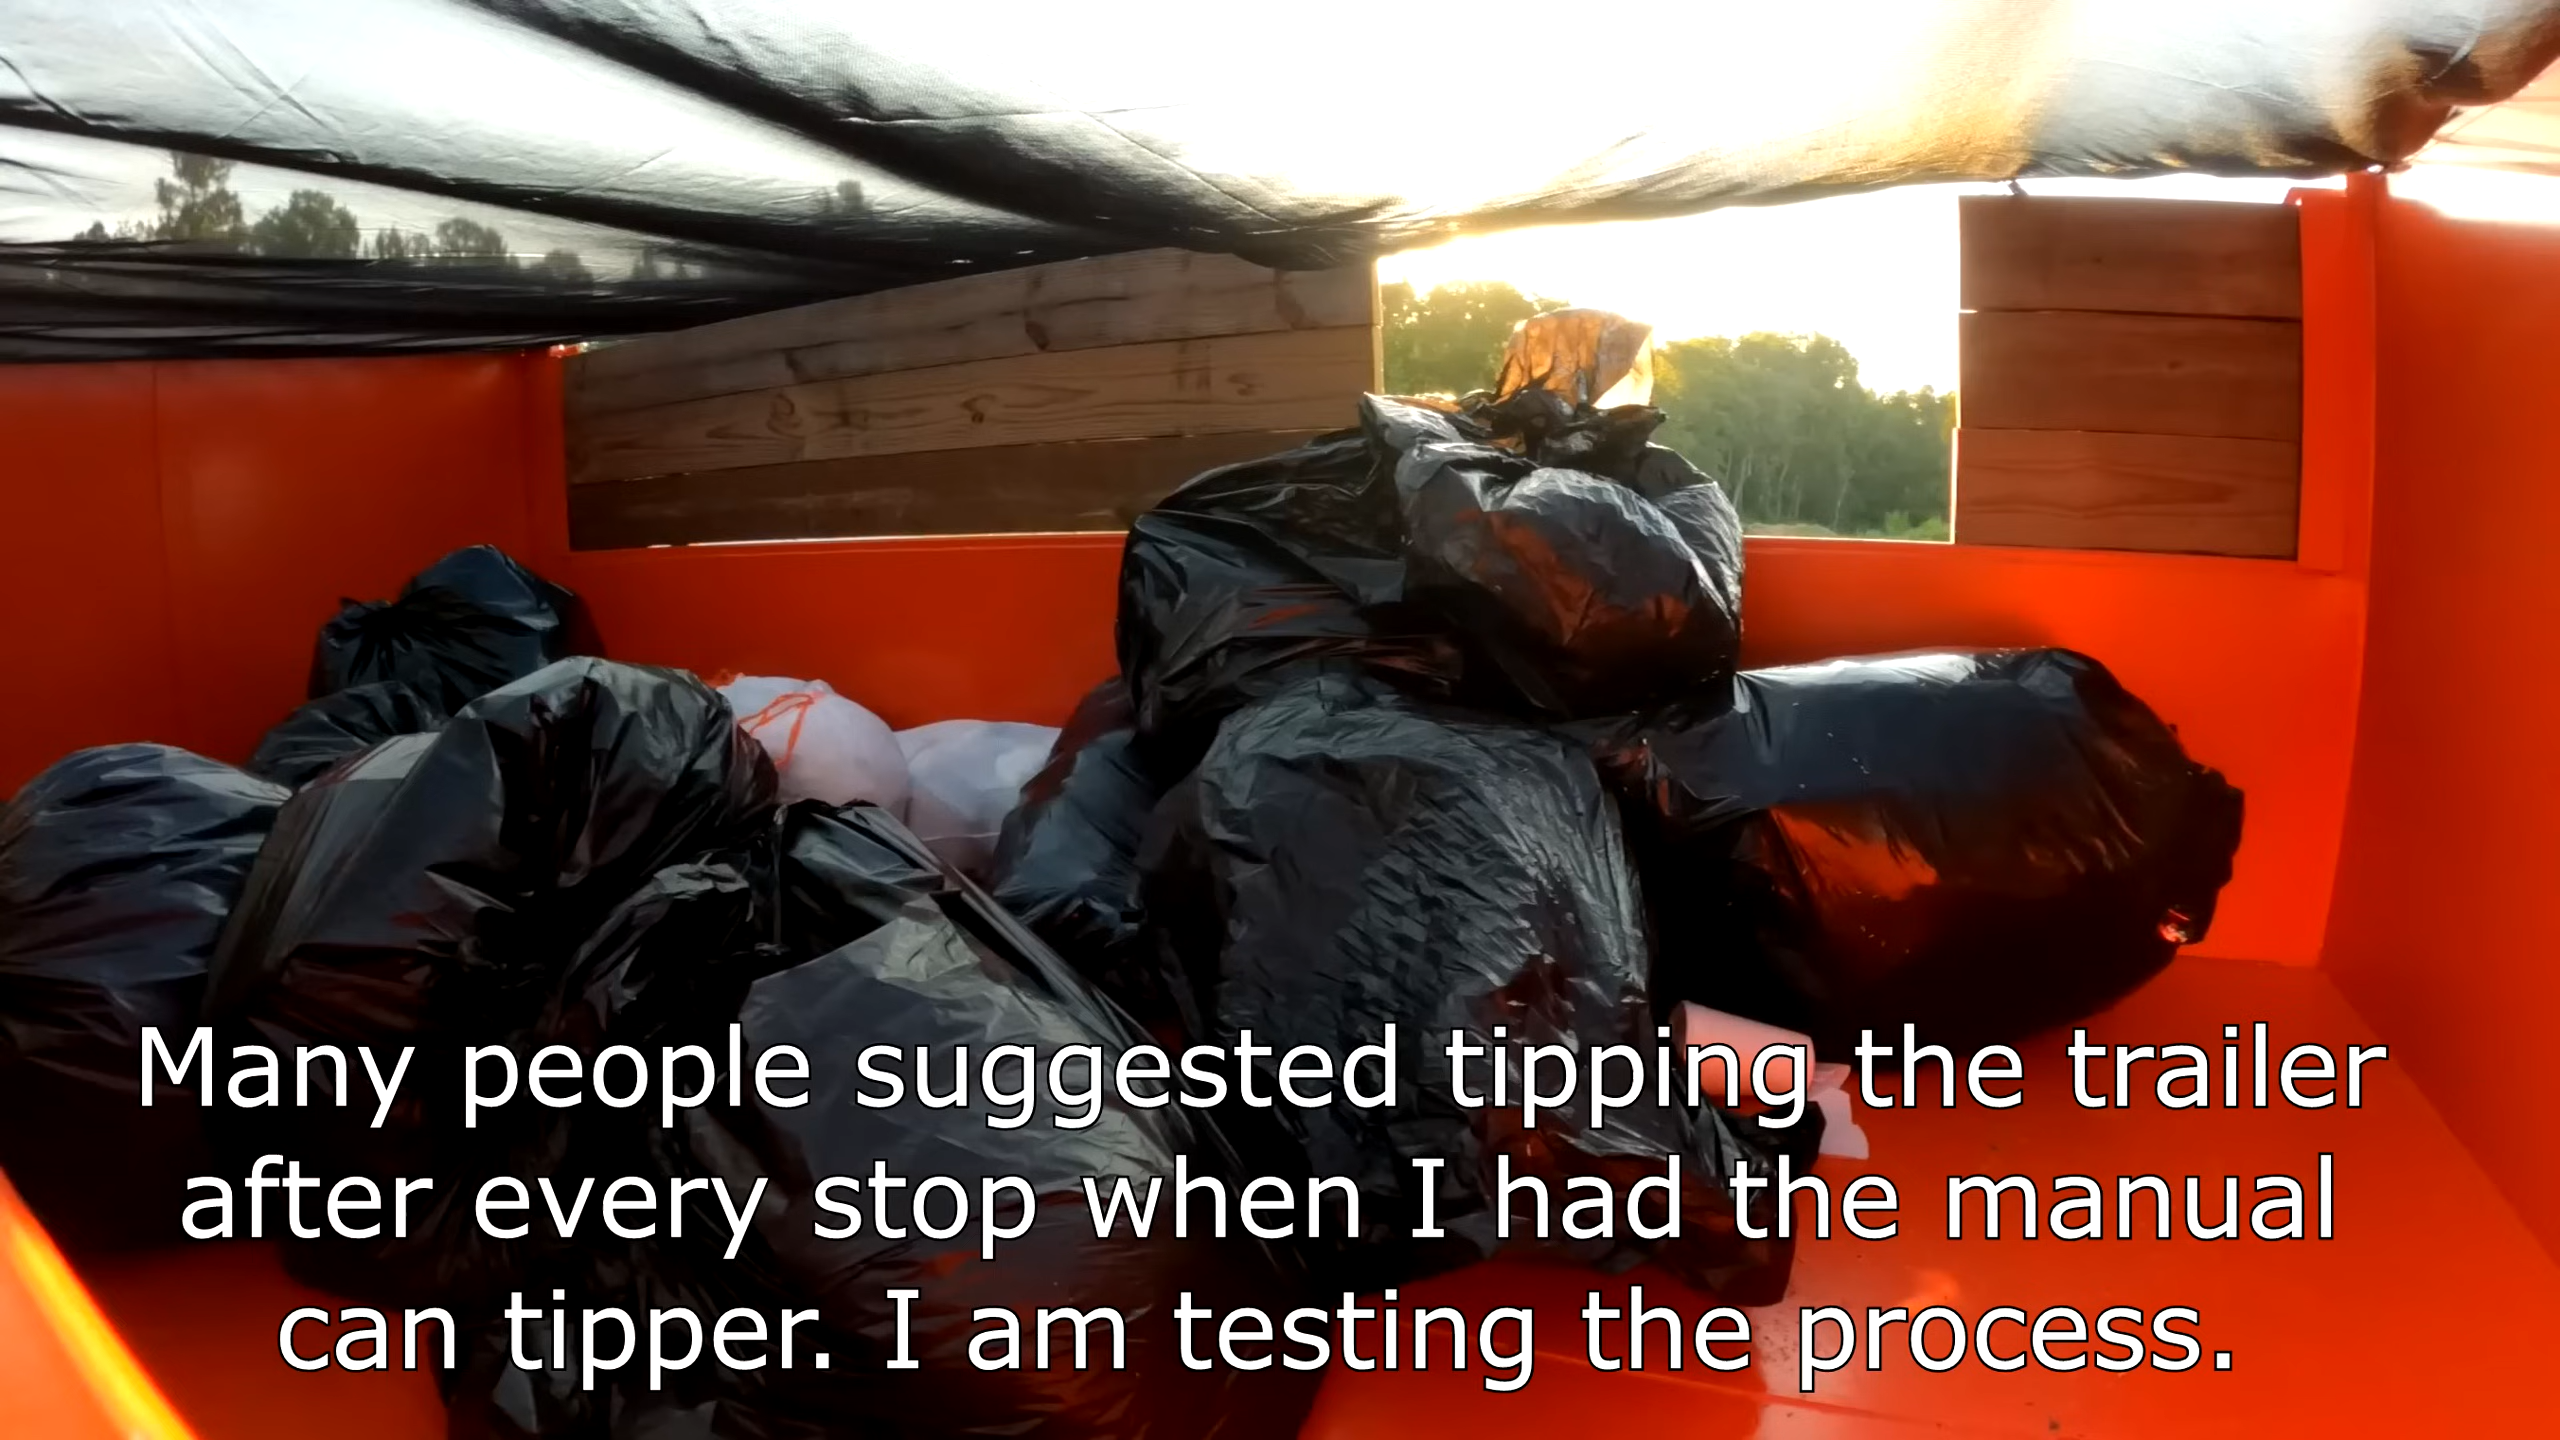 Many people suggested tipping the trailer
after every stop when I had the manual
can tipper. I am testing the process.